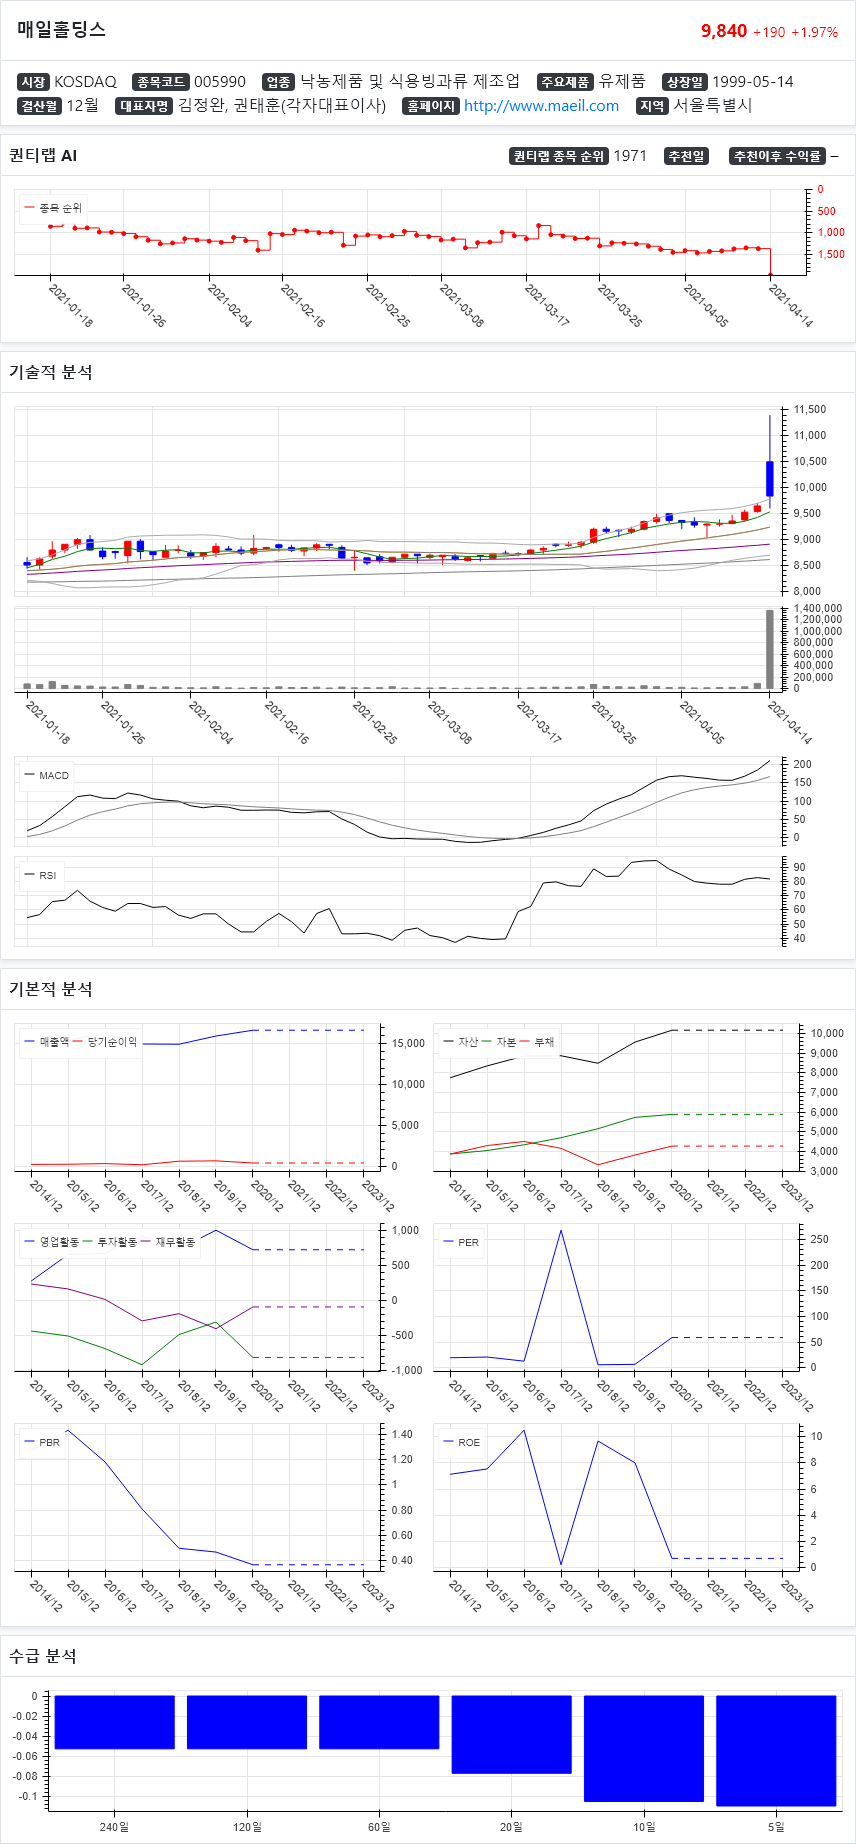 매일홀딩스
9,840 +190 +1.97%
시장 KOSDAQ 종목코드 005990 업종 낙농제품 및 식용빙과류 제조업 주요제품 유제품 상장일 1999-05-14
결산월 12월 대표자명 김정완, 권태훈(각자대표이사) 홈페이지 http://www.maeil.com 지역 서울특별시
퀀티랩 AI
퀀티랩 종목 순위 1971 추천일 추천이후 수익률 –
종목 순위
0
500
1,000
1,500
2021-01-18 2021-01-26 2021-02-04 2021-02-16 2021-02-25 2021-03-08 2021-03-17 2021-03-25 2021-04-05 2021-04-14
기술적 분석
11,500
11,000
10,500
10,000
9,500
9,000
8,500
8,000
1,400,000
1,200,000
1,000,000
800,000
600,000
400,000
200,000
0
2021-01-18 2021-01-26 2021-02-04 2021-02-16 2021-02-25 2021-03-08 2021-03-17 2021-03-25 2021-04-05 2021-04-14
MACD
200
150
100
50
0
RSI
90
80
70
60
50
40
기본적 분석
매출액 당기순이익
15,000
10,000
5,000
0
2014/12 2015/12 2016/12 2017/12 2018/12 2019/12 2020/12 2021/12 2022/12 2023/12
자산 자본 부채
10,000
9,000
8,000
7,000
6,000
5,000
4,000
3,000
2014/12 2015/12 2016/12 2017/12 2018/12 2019/12 2020/12 2021/12 2022/12 2023/12
영업활동 투자활동 재무활동
1,000
500
0
-500
-1,000
2014/12 2015/12 2016/12 2017/12 2018/12 2019/12 2020/12 2021/12 2022/12 2023/12
PER
250
200
150
100
50
0
2014/12 2015/12 2016/12 2017/12 2018/12 2019/12 2020/12 2021/12 2022/12 2023/12
PBR
1.40
1.20
1
0.80
0.60
0.40
2014/12 2015/12 2016/12 2017/12 2018/12 2019/12 2020/12 2021/12 2022/12 2023/12
ROE
10
8
6
4
2
0
2014/12 2015/12 2016/12 2017/12 2018/12 2019/12 2020/12 2021/12 2022/12 2023/12
수급 분석
0
-0.02
-0.04
-0.06
-0.08
-0.1
240일 120일 60일 20일 10일 5일